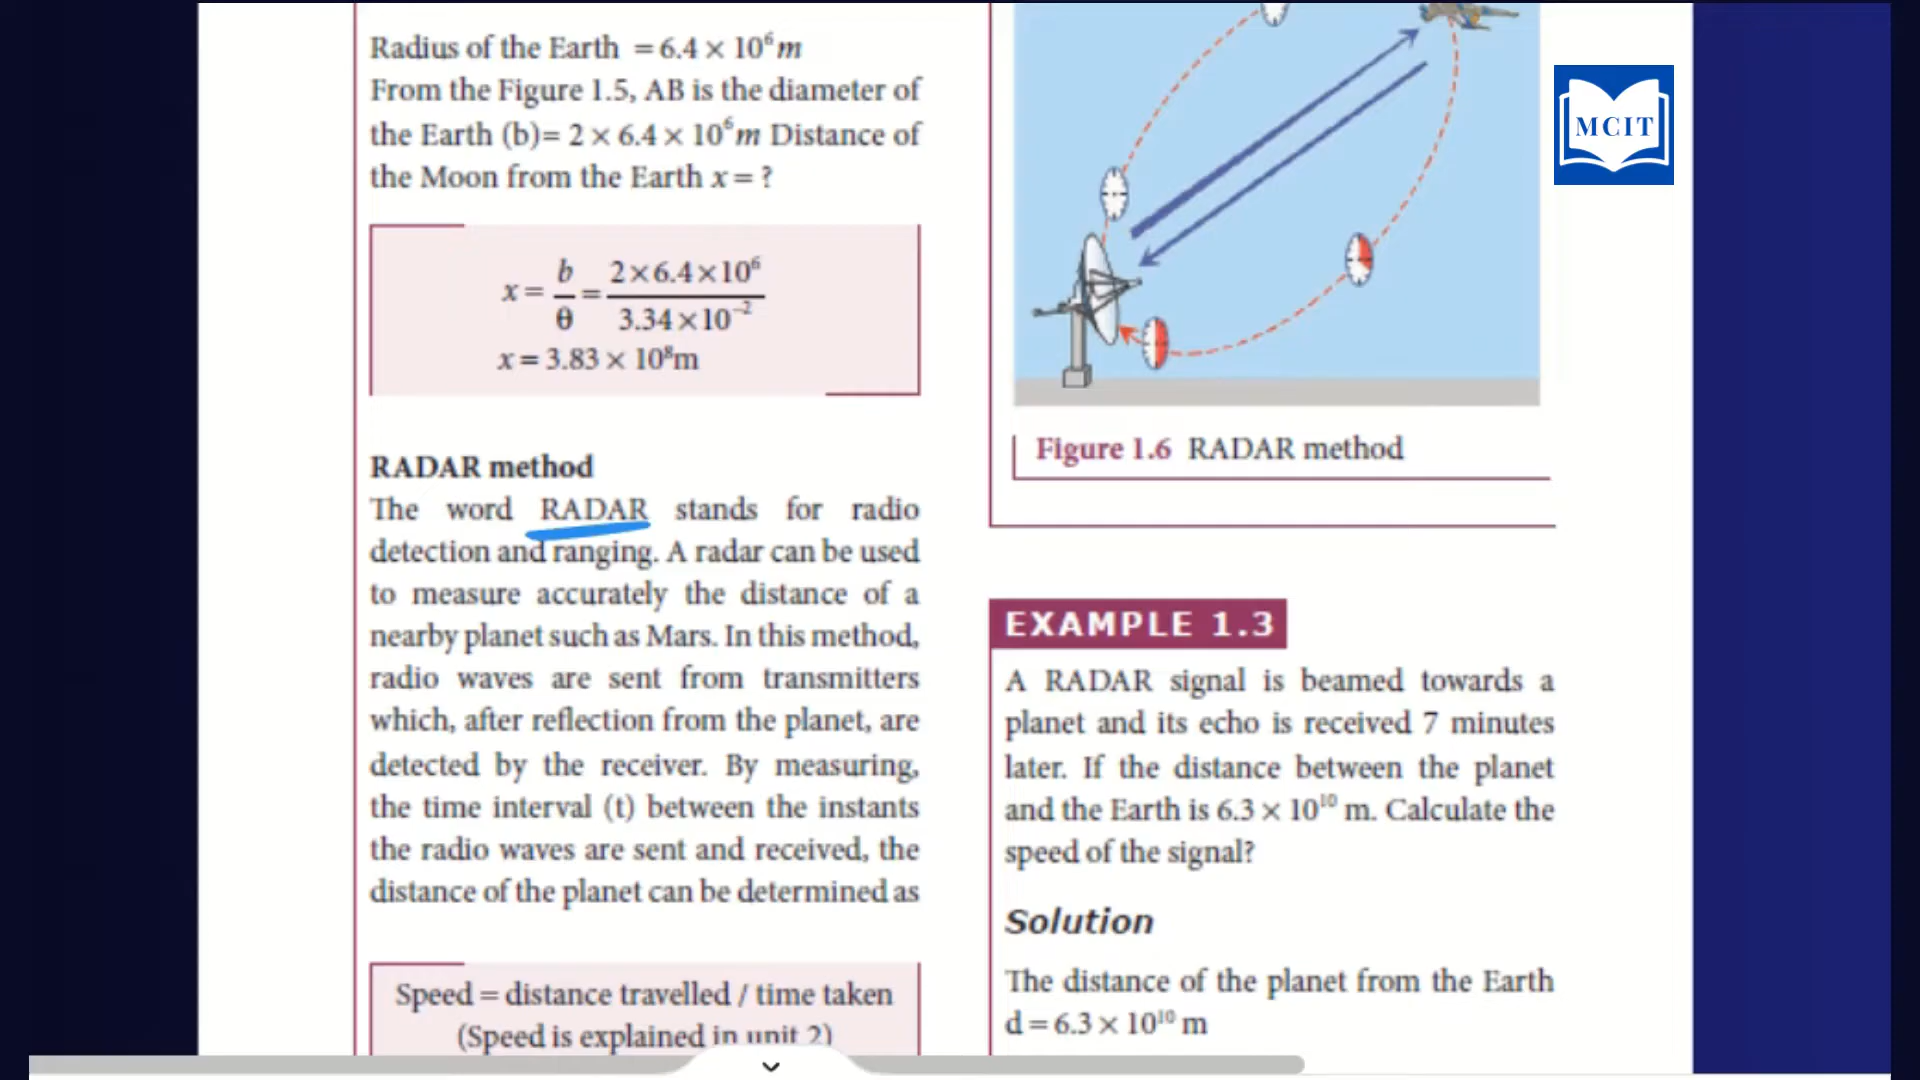 Radius of the Earth = 6.4 × 10⁶ m
From the Figure 1.5, AB is the diameter of
the Earth (b)= 2 × 6.4 × 10⁶ m Distance of
the Moon from the Earth x = ?
x = b/θ = 2×6.4×10⁶ / 3.34×10⁻²
x = 3.83 × 10⁸m
RADAR method
The word RADAR stands for radio
detection and ranging. A radar can be used
to measure accurately the distance of a
nearby planet such as Mars. In this method,
radio waves are sent from transmitters
which, after reflection from the planet, are
detected by the receiver. By measuring,
the time interval (t) between the instants
the radio waves are sent and received, the
distance of the planet can be determined as
Speed = distance travelled / time taken
(Speed is explained in unit 2)
Figure 1.6 RADAR method
EXAMPLE 1.3
A RADAR signal is beamed towards a
planet and its echo is received 7 minutes
later. If the distance between the planet
and the Earth is 6.3 × 10¹⁰ m. Calculate the
speed of the signal?
Solution
The distance of the planet from the Earth
d = 6.3 × 10¹⁰ m
MCIT